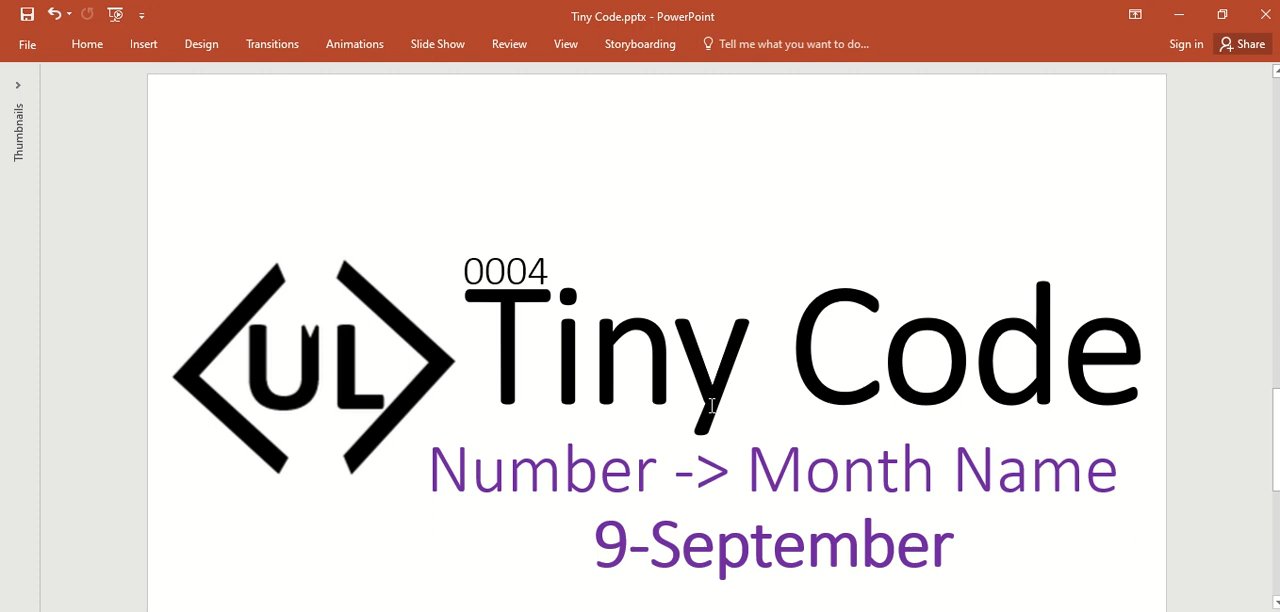 Tiny Code.pptx - PowerPoint
File Home Insert Design Transitions Animations Slide Show Review View Storyboarding Tell me what you want to do... Sign in Share
Thumbnails
0004
UL Tiny Code
Number -> Month Name
9-September